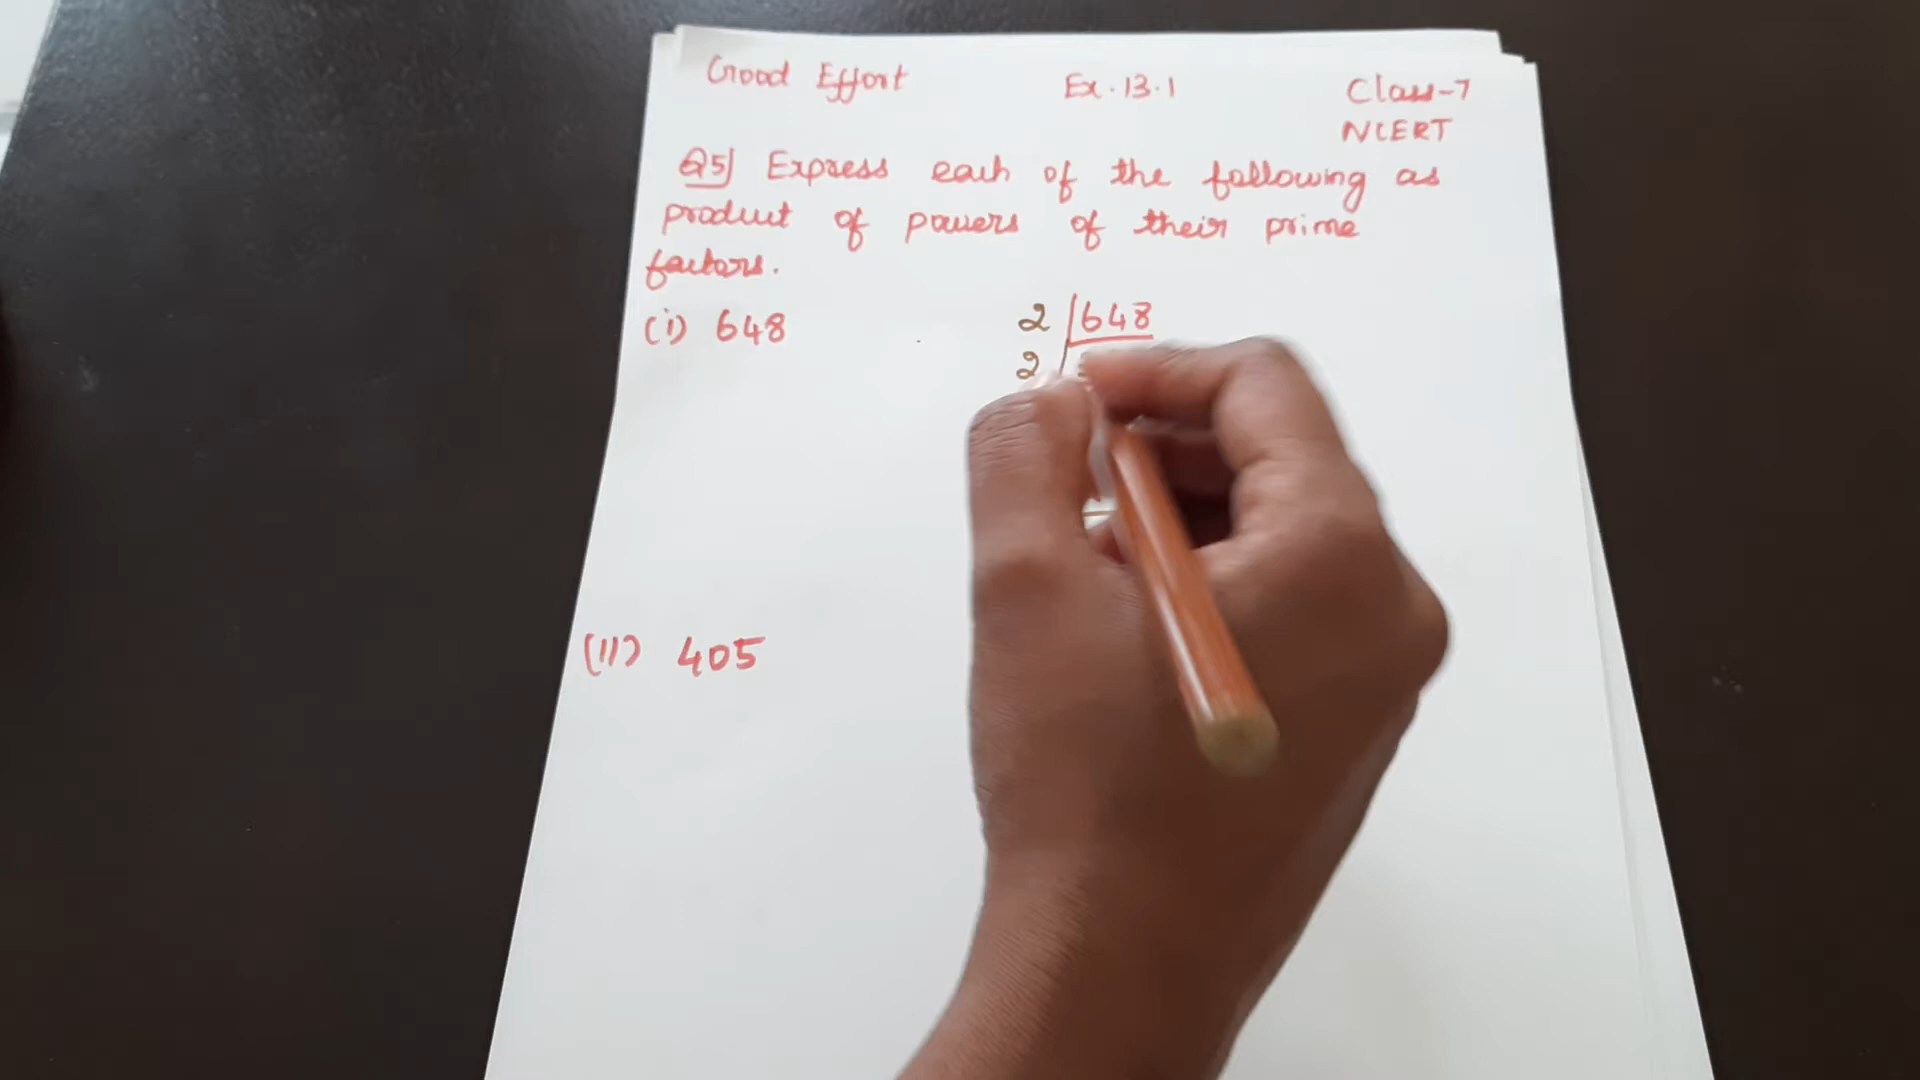 Good Effort Ex. 13.1 Class-7
NCERT
Q5) Express each of the following as
product of powers of their prime
factors.
(i) 648 2 | 648
2
(ii) 405